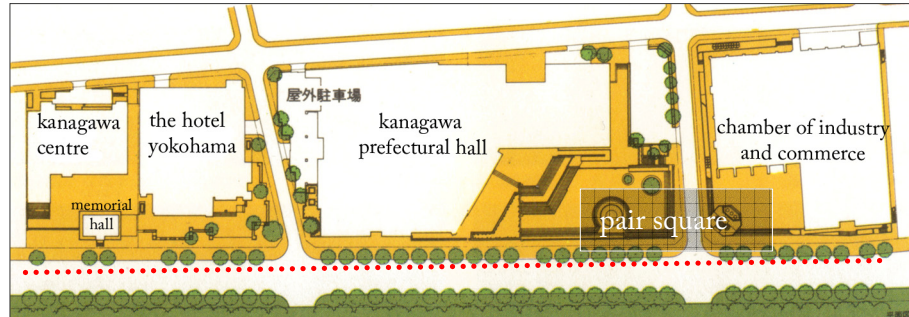 屋外駐車場
kanagawa
centre
the hotel
yokohama
kanagawa
prefectural hall
chamber of industry
and commerce
memorial
hall
pair square